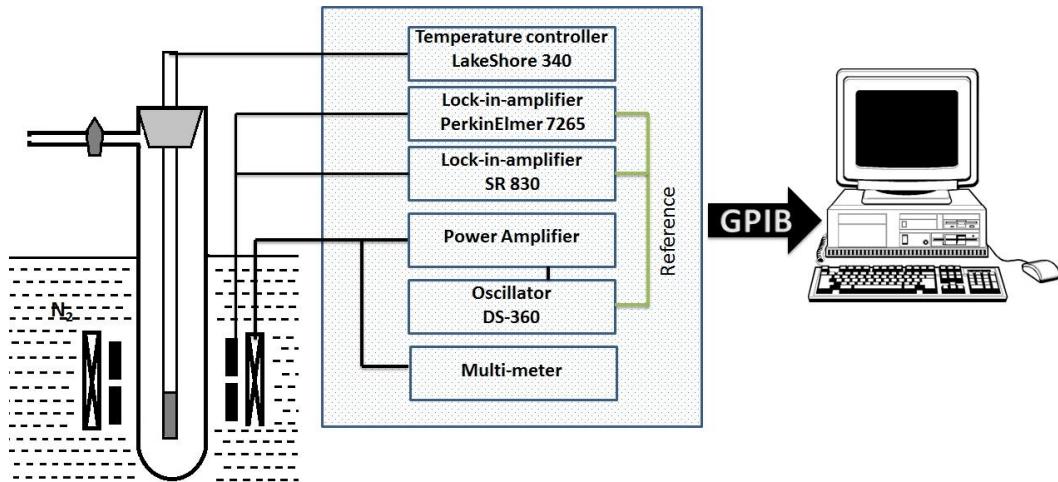 Temperature controller
LakeShore 340
Lock-in-amplifier
PerkinElmer 7265
Lock-in-amplifier
SR 830
Power Amplifier
Oscillator
DS-360
Multi-meter
Reference
GPIB
N2